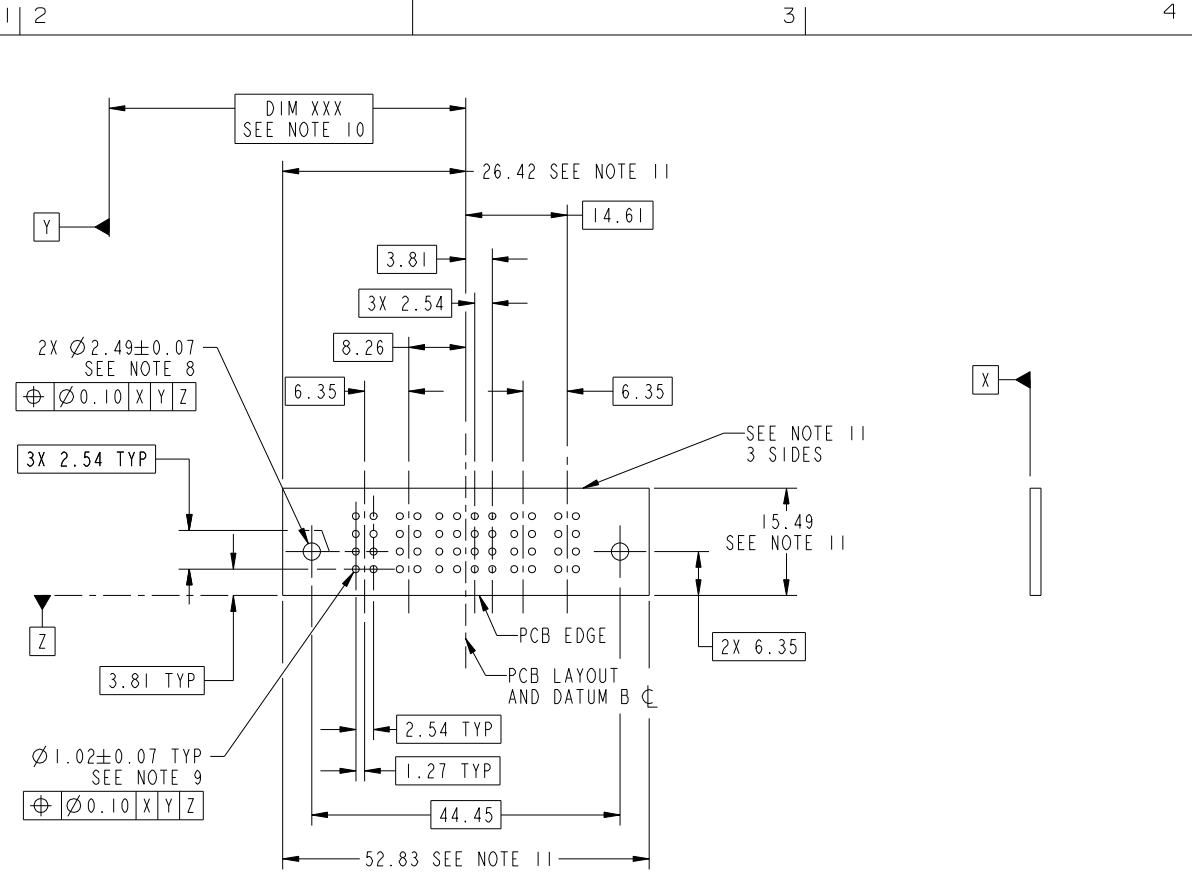 1 2 3 4
DIM XXX
SEE NOTE 10
26.42 SEE NOTE 11
Y
14.61
3.81
3X 2.54
2X Ø2.49±0.07
SEE NOTE 8
⌖ Ø0.10 X Y Z
8.26
6.35
6.35
X
SEE NOTE 11
3 SIDES
3X 2.54 TYP
15.49
SEE NOTE 11
Z
PCB EDGE
2X 6.35
3.81 TYP
PCB LAYOUT
AND DATUM B ℄
2.54 TYP
Ø1.02±0.07 TYP
SEE NOTE 9
⌖ Ø0.10 X Y Z
1.27 TYP
44.45
52.83 SEE NOTE 11